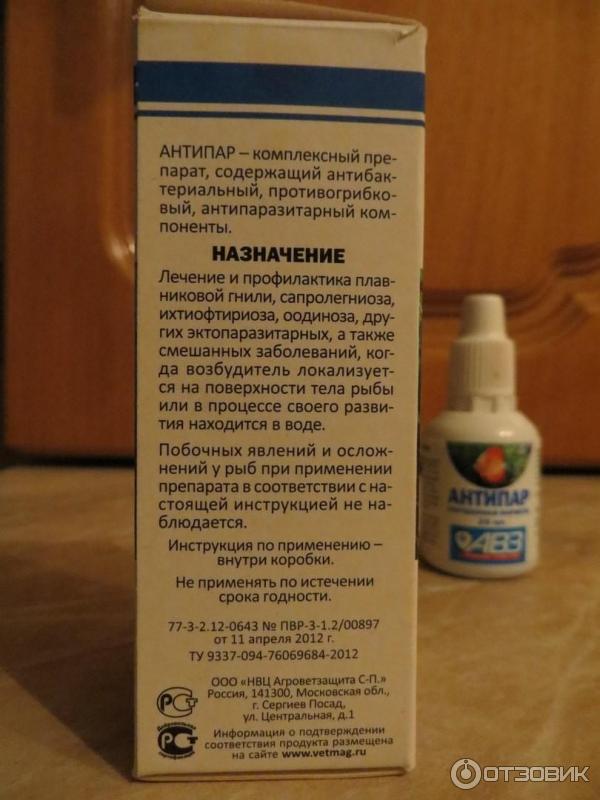 АНТИПАР – комплексный пре-
парат, содержащий антибак-
териальный, противогрибко-
вый, антипаразитарный ком-
поненты.
НАЗНАЧЕНИЕ
Лечение и профилактика плав-
никовой гнили, сапролегниоза,
ихтиофтириоза, оодиноза, дру-
гих эктопаразитарных, а также
смешанных заболеваний, ког-
да возбудитель локализует-
ся на поверхности тела рыбы
или в процессе своего разви-
тия находится в воде.
Побочных явлений и ослож-
нений у рыб при применении
препарата в соответствии с на-
стоящей инструкцией не на-
блюдается.
Инструкция по применению –
внутри коробки.
Не применять по истечении
срока годности.
77-3-2.12-0643 № ПВР-3-1.2/00897
от 11 апреля 2012 г.
ТУ 9337-094-76069684-2012
ООО «НВЦ Агроветзащита С-П.»
Россия, 141300, Московская обл.,
г. Сергиев Посад,
ул. Центральная, д.1
РСТ
Добровольная
РСТ
сертификация
Информация о подтверждении
соответствия продукта размещена
на сайте www.vetmag.ru
АНТИПАР
АВЗ
ОТЗОВИК